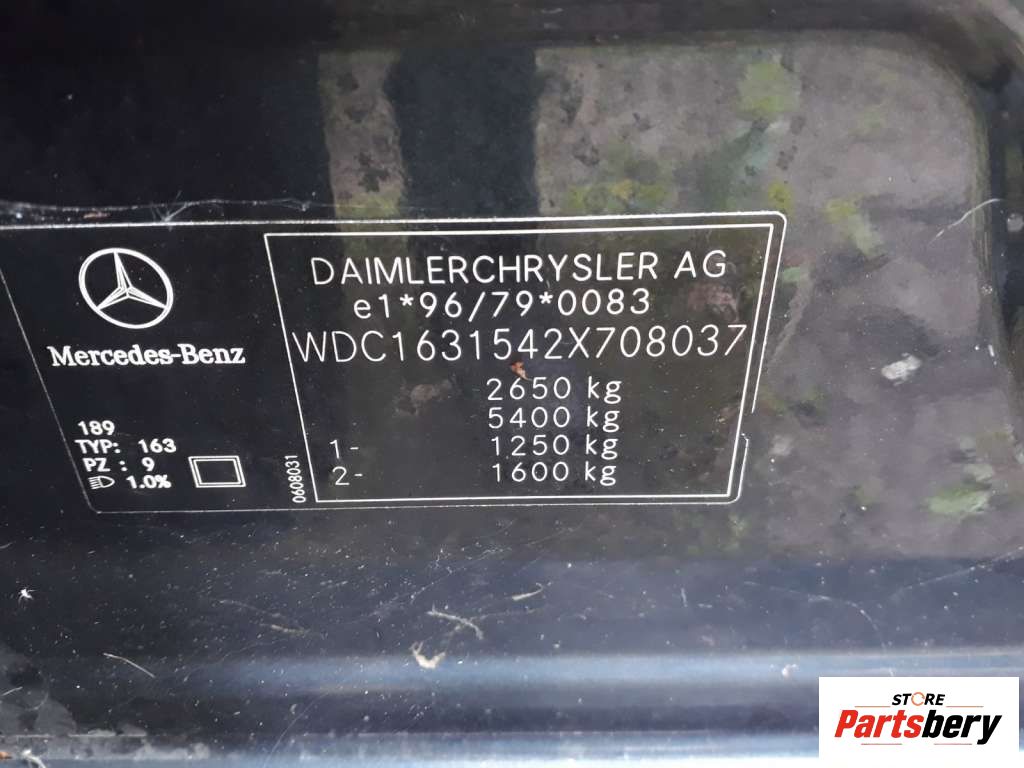 Mercedes-Benz
189
TYP: 163
PZ : 9
1.0%
0608031
DAIMLERCHRYSLER AG
e1*96/79*0083
WDC1631542X708037
2650 kg
5400 kg
1- 1250 kg
2- 1600 kg
STORE
Partsbery